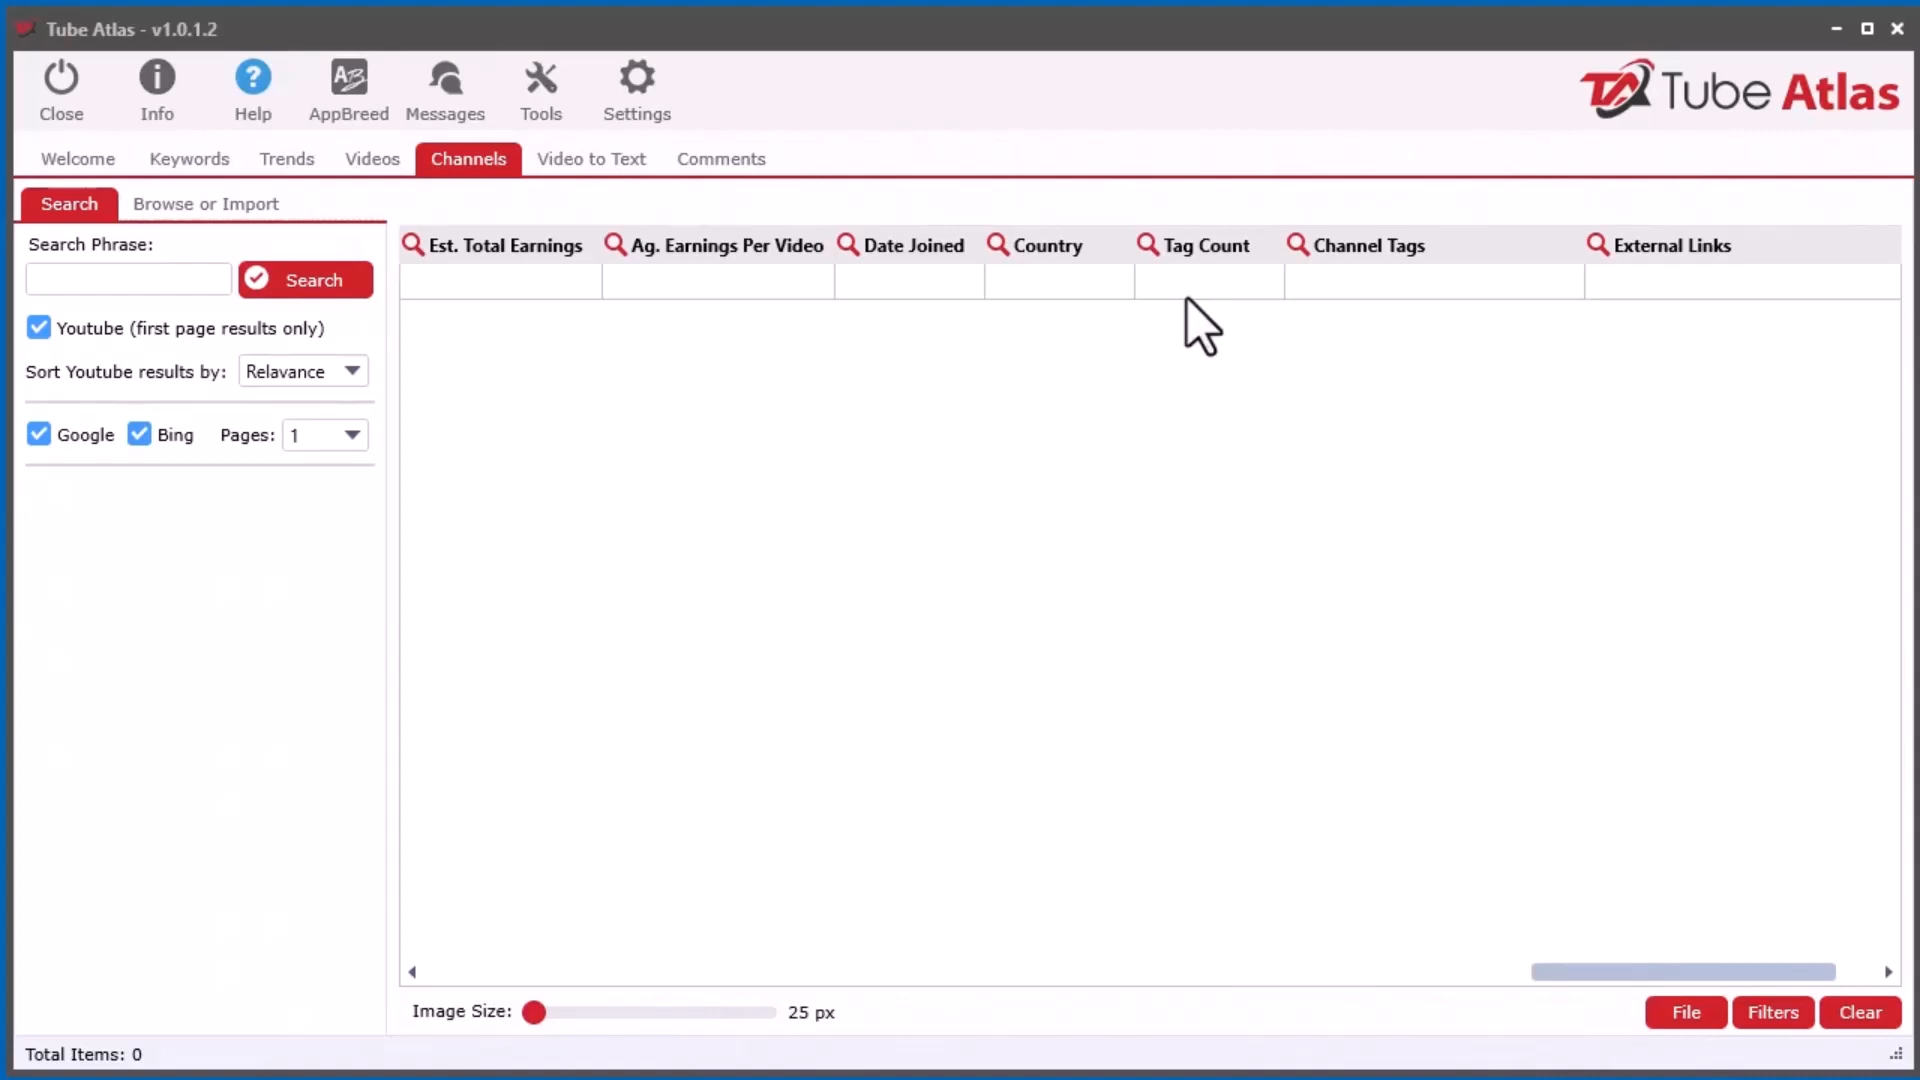 Tube Atlas - v1.0.1.2
Close Info Help AppBreed Messages Tools Settings
Tube Atlas
Welcome Keywords Trends Videos Channels Video to Text Comments
Search Browse or Import
Search Phrase:
Search
Youtube (first page results only)
Sort Youtube results by: Relavance
Google Bing Pages: 1
Est. Total Earnings Ag. Earnings Per Video Date Joined Country Tag Count Channel Tags External Links
Image Size: 25 px
File Filters Clear
Total Items: 0